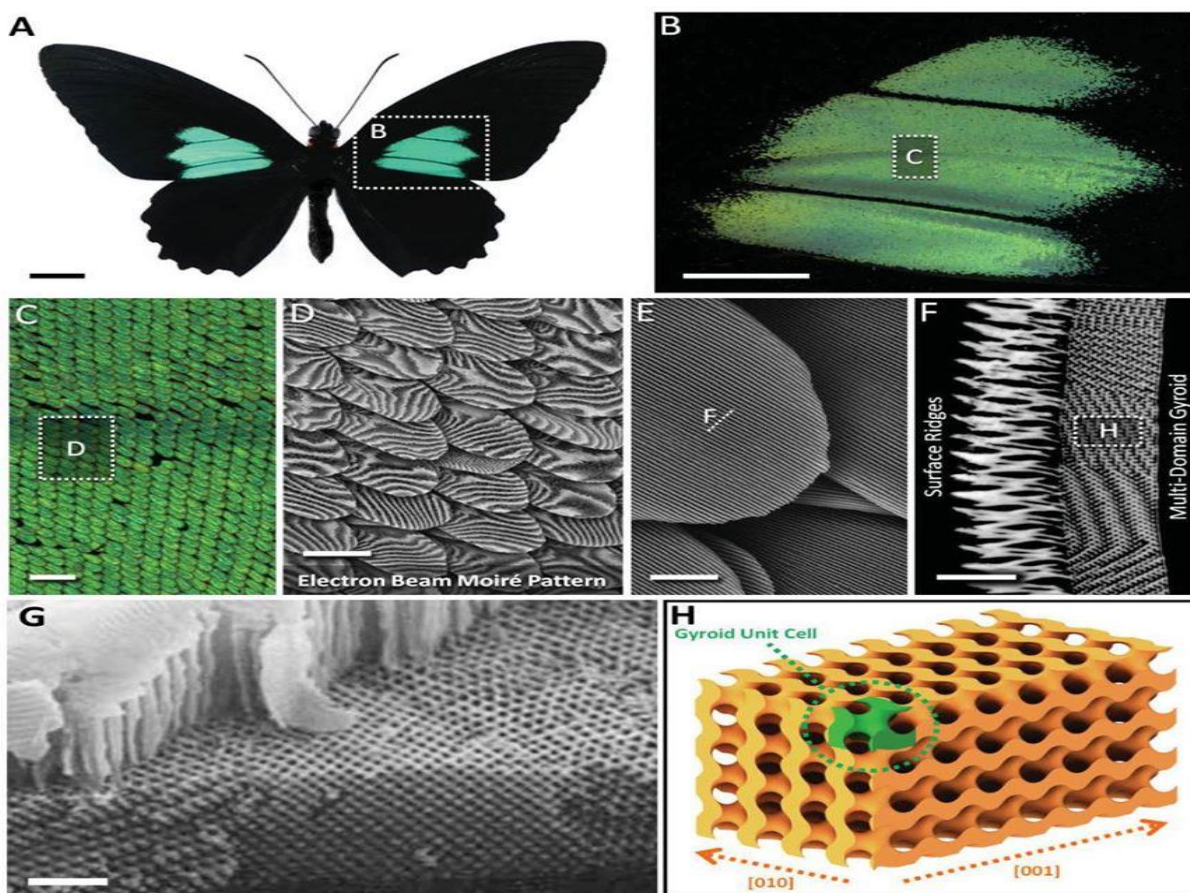 A
B
B
C
C
D
D
Electron Beam Moiré Pattern
E
F
F
Surface Ridges
H
Multi-Domain Gyroid
G
H
Gyroid Unit Cell
[010]
[001]